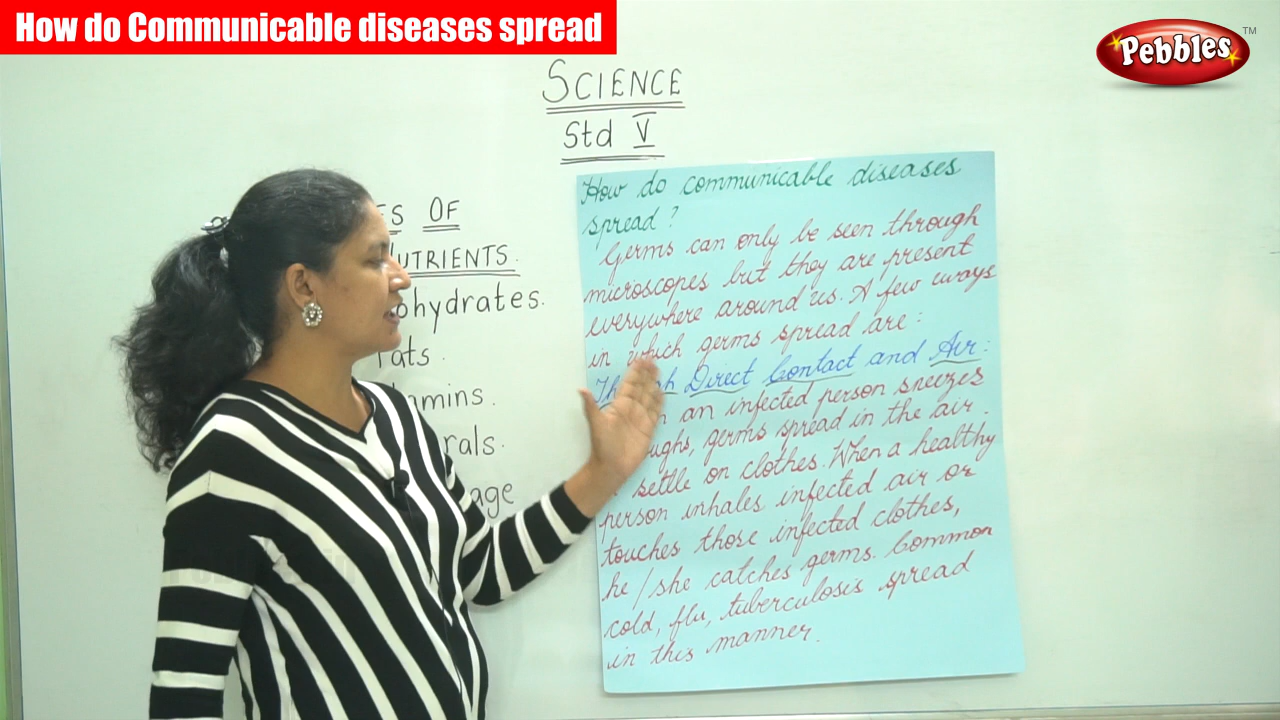 How do Communicable diseases spread
Pebbles TM
SCIENCE
Std V
ES OF
UTRIENTS.
ohydrates.
ats.
mins.
rals.
age
How do communicable diseases
spread?
Germs can only be seen through
microscopes but they are present
everywhere around us. A few ways
in which germs spread are:
Th h Direct Contact and Air:
n an infected person sneezes
ughs, germs spread in the air.
settle on clothes. When a healthy
person inhales infected air or
touches those infected clothes,
he/she catches germs. Common
cold, flu, tuberculosis spread
in this manner.